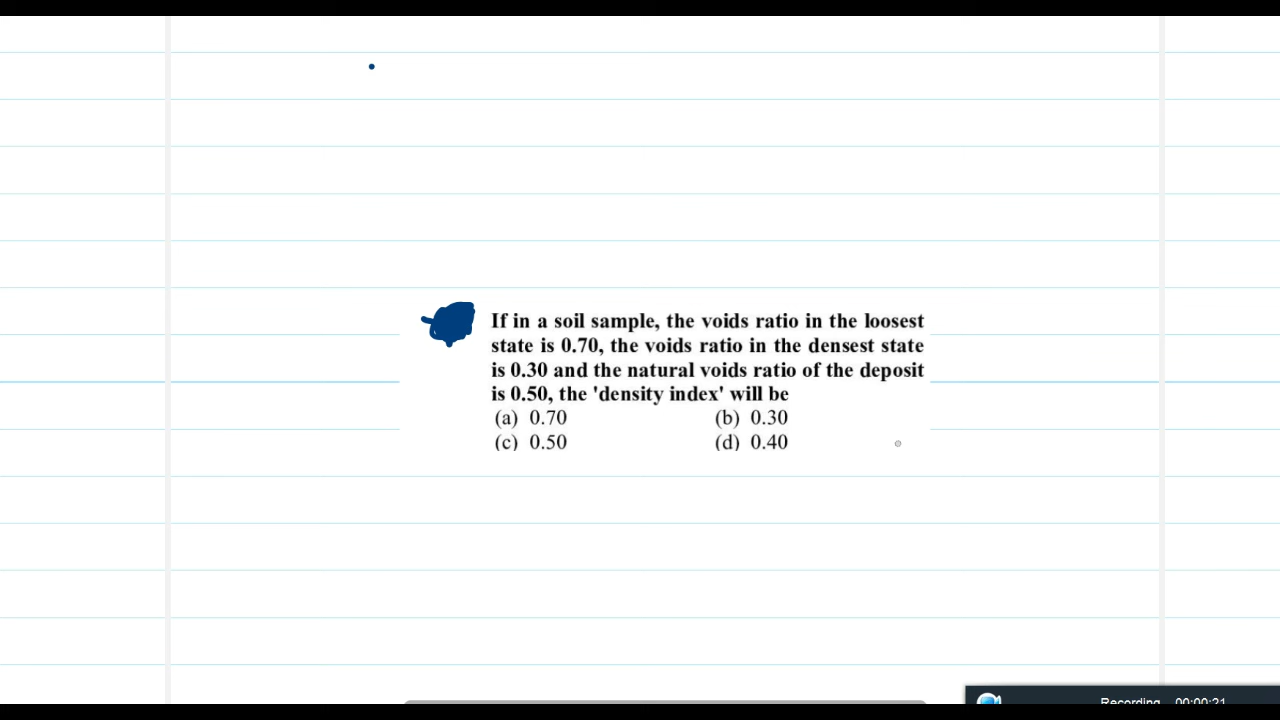 If in a soil sample, the voids ratio in the loosest
state is 0.70, the voids ratio in the densest state
is 0.30 and the natural voids ratio of the deposit
is 0.50, the 'density index' will be
(a) 0.70 (b) 0.30
(c) 0.50 (d) 0.40
Recording 00:00:21